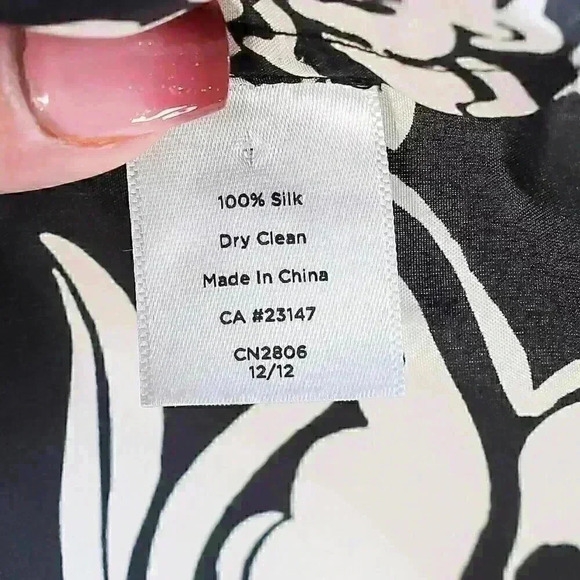 100% Silk
Dry Clean
Made In China
CA #23147
CN2806
12/12